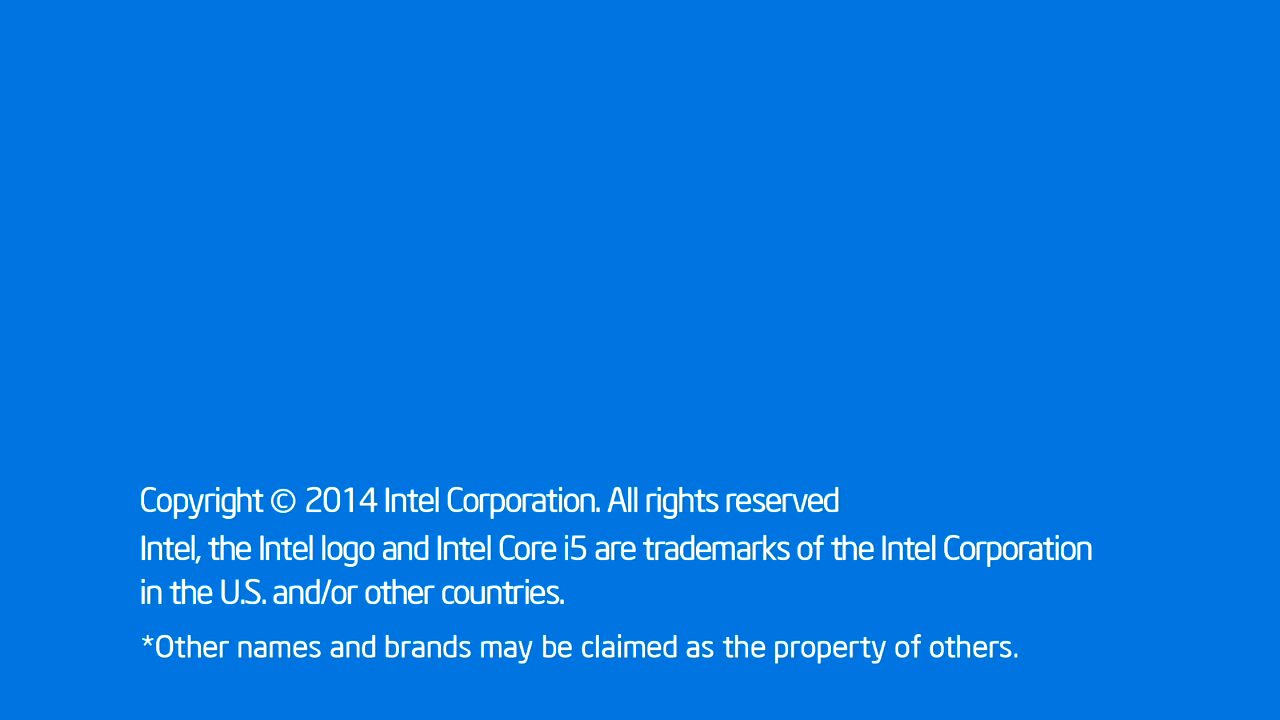 Copyright © 2014 Intel Corporation. All rights reserved
Intel, the Intel logo and Intel Core i5 are trademarks of the Intel Corporation
in the U.S. and/or other countries.
*Other names and brands may be claimed as the property of others.